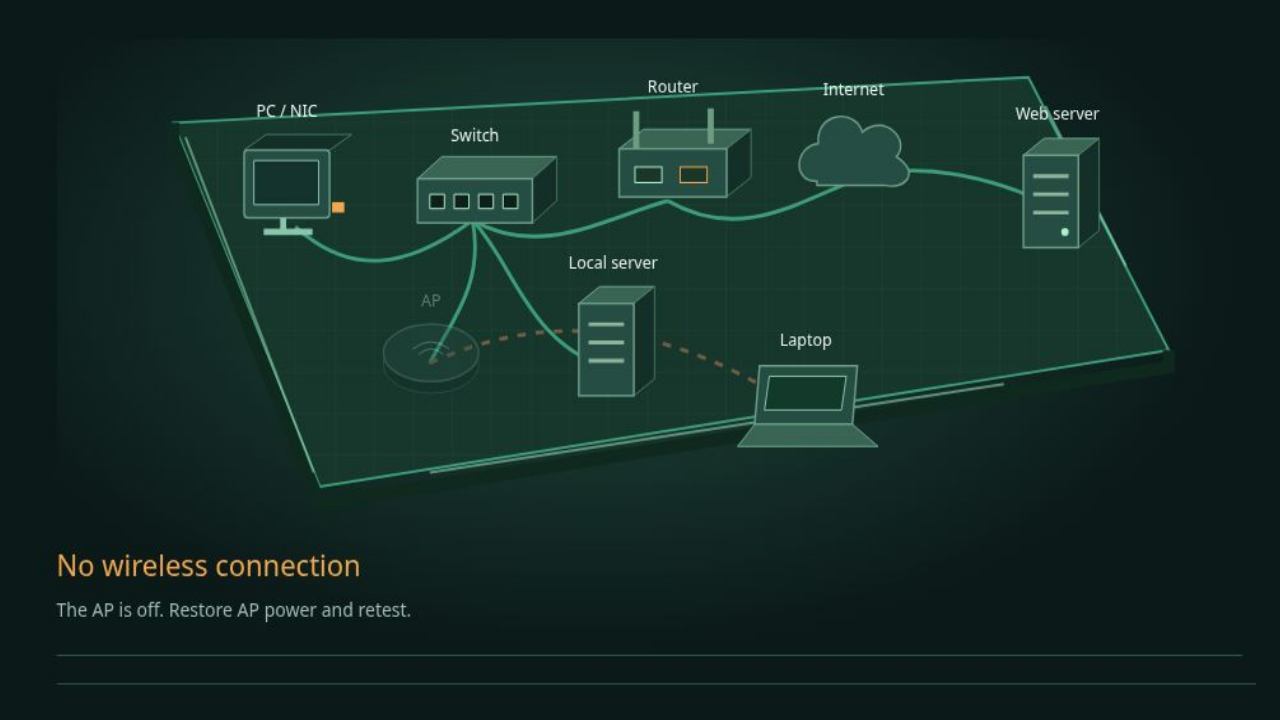 PC / NIC
Switch
Router
Internet
Web server
Local server
AP
Laptop
No wireless connection
The AP is off. Restore AP power and retest.